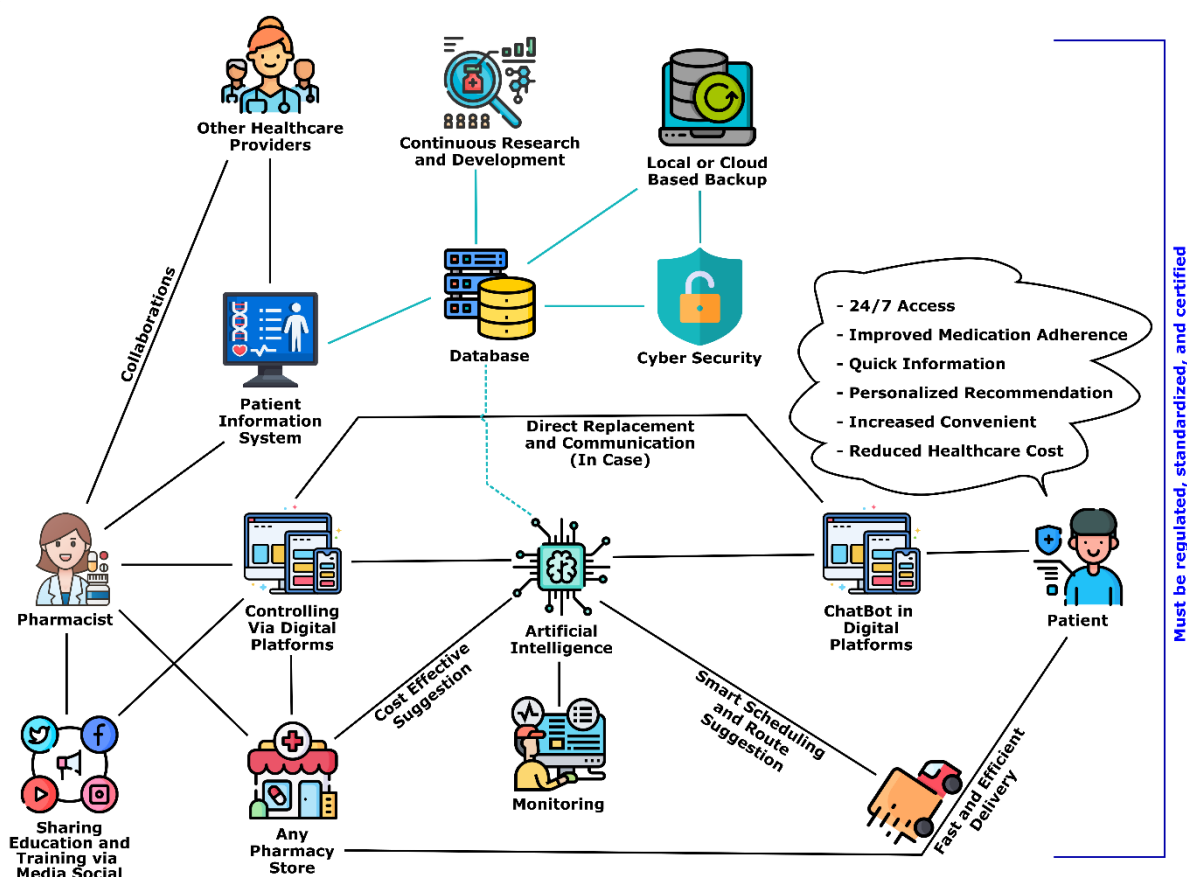 Other Healthcare
Providers
Continuous Research
and Development
Local or Cloud
Based Backup
Collaborations
Patient
Information
System
Database
Cyber Security
- 24/7 Access
- Improved Medication Adherence
- Quick Information
- Personalized Recommendation
- Increased Convenient
- Reduced Healthcare Cost
Must be regulated, standardized, and certified
Direct Replacement
and Communication
(In Case)
Pharmacist
Controlling
Via Digital
Platforms
Artificial
Intelligence
ChatBot in
Digital
Platforms
Patient
Cost Effective
Suggestion
Smart Scheduling
and Route
Suggestion
Monitoring
Fast and Efficient
Delivery
Sharing
Education and
Training via
Media Social
Any
Pharmacy
Store